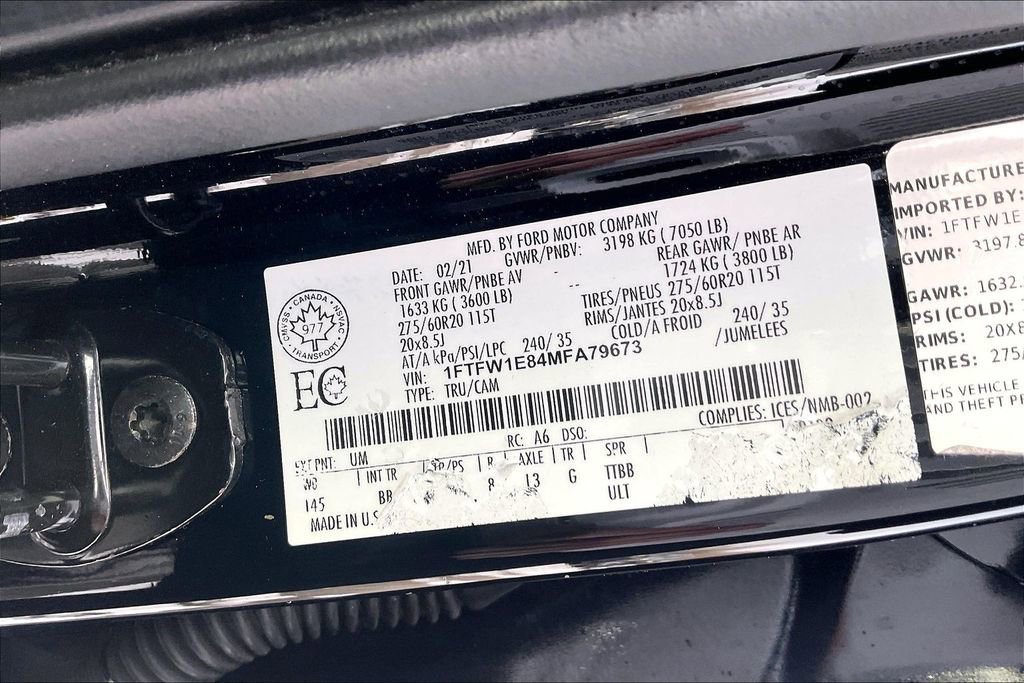 MFD. BY FORD MOTOR COMPANY
DATE: 02/21 GVWR/PNBV: 3198 KG ( 7050 LB)
FRONT GAWR/PNBE AV REAR GAWR/ PNBE AR
1633 KG ( 3600 LB) 1724 KG ( 3800 LB)
275/60R20 115T TIRES/PNEUS 275/60R20 115T
20x8.5J RIMS/JANTES 20x8.5J
AT/A kPa/PSI/LPC 240/ 35 COLD/A FROID 240/ 35
VIN: 1FTFW1E84MFA79673 /JUMELEES
TYPE: TRU/CAM
CMVSS • CANADA • NSVAC
977
TRANSPORT
EC
COMPLIES: ICES/NMB-002
RC: A6 DSO:
EXT PNT: UM
WB INT TR TP/PS R AXLE TR SPR
145 BB 8 13 G TTBB
ULT
MADE IN U.S
MANUFACTURE
IMPORTED BY:
VIN: 1FTFW1E
GVWR: 3197.8
GAWR: 1632.
PSI (COLD):
RIMS: 20X8
TIRES: 275/
THIS VEHICLE
AND THEFT PR